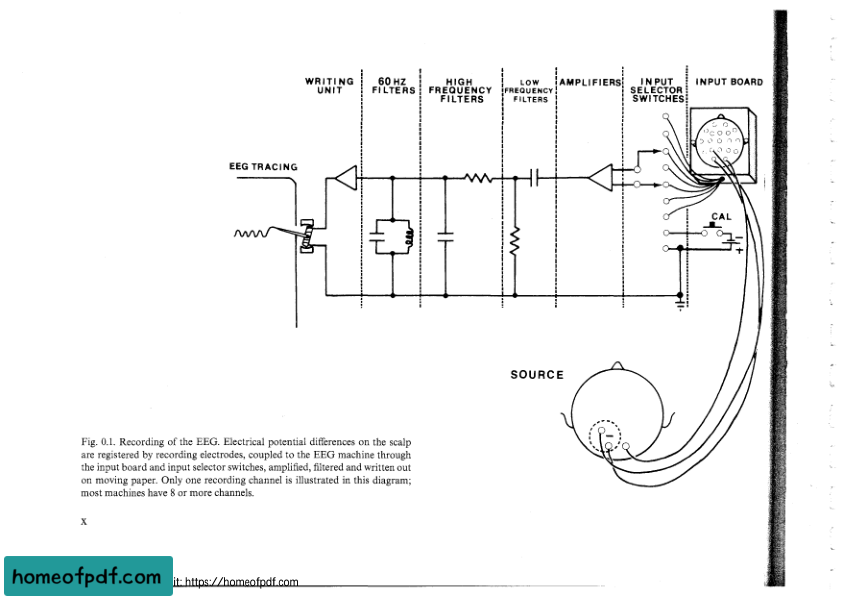 WRITING UNIT
60 HZ FILTERS
HIGH FREQUENCY FILTERS
LOW FREQUENCY FILTERS
AMPLIFIERS
INPUT SELECTOR SWITCHES
INPUT BOARD
EEG TRACING
CAL
SOURCE
Fig. 0.1. Recording of the EEG. Electrical potential differences on the scalp
are registered by recording electrodes, coupled to the EEG machine through
the input board and input selector switches, amplified, filtered and written out
on moving paper. Only one recording channel is illustrated in this diagram;
most machines have 8 or more channels.
X
homeofpdf.com
it: https://homeofpdf.com